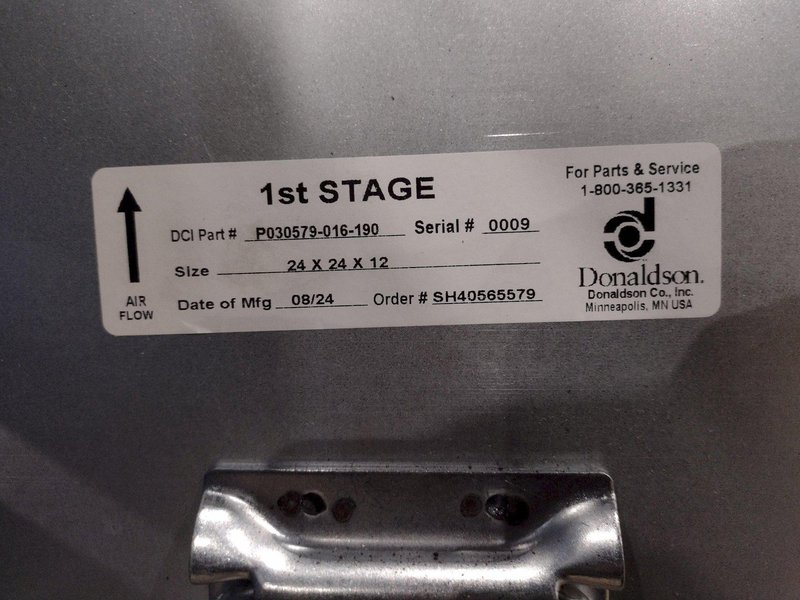 1st STAGE
DCI Part # P030579-016-190 Serial # 0009
Size 24 X 24 X 12
Date of Mfg 08/24 Order # SH40565579
AIR
FLOW
For Parts & Service
1-800-365-1331
Donaldson.
Donaldson Co., Inc.
Minneapolis, MN USA